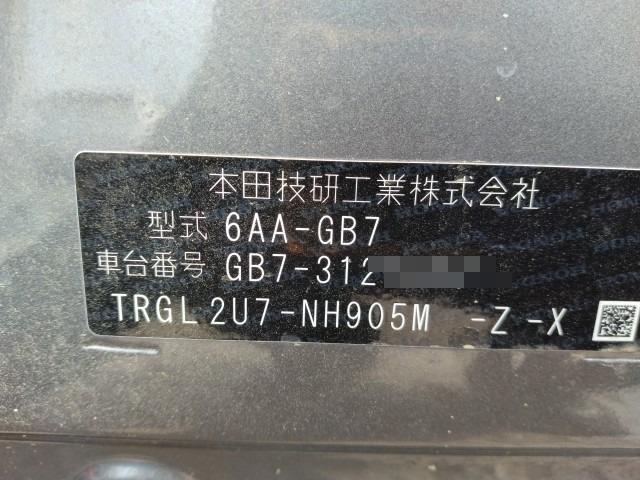 本田技研工業株式会社
型式 6AA-GB7
車台番号 GB7-312
TRGL 2U7-NH905M -Z -X